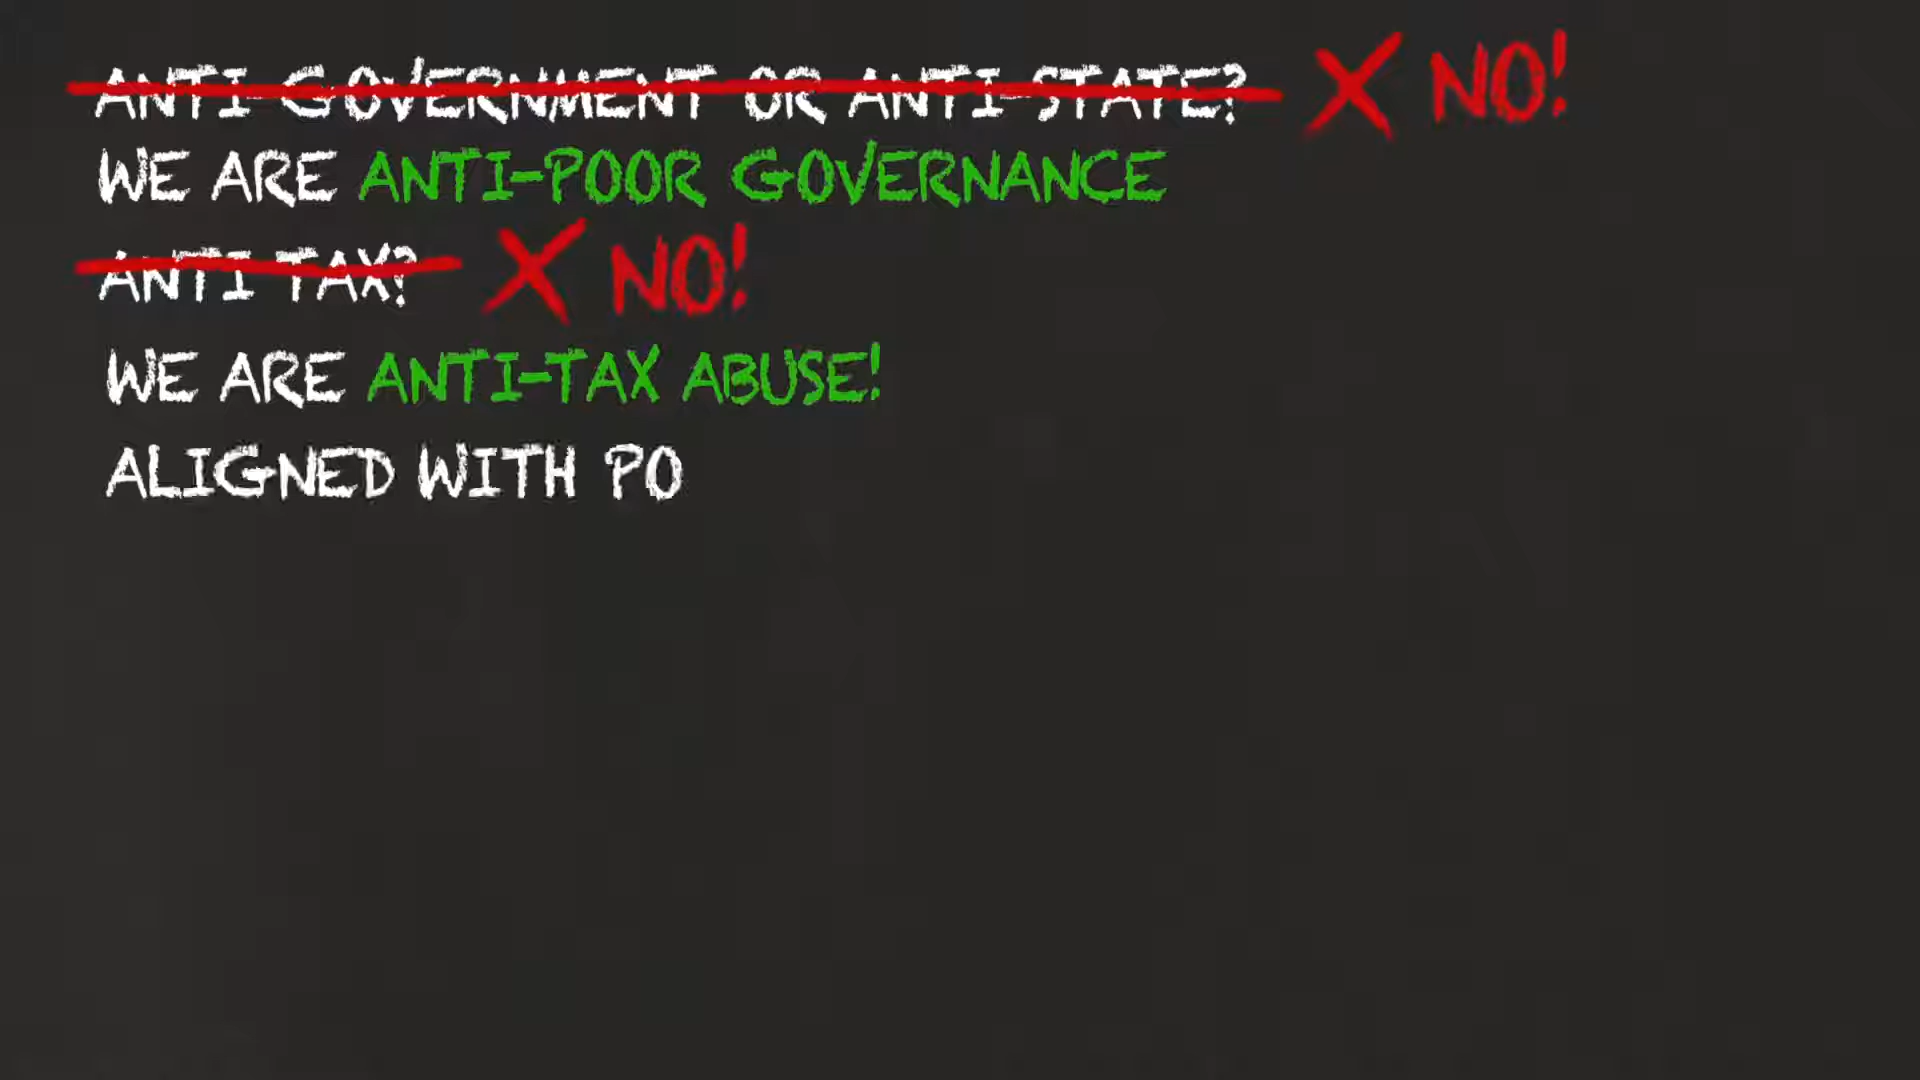 ANTI-GOVERNMENT OR ANTI-STATE? X NO!
WE ARE ANTI-POOR GOVERNANCE
ANTI TAX? X NO!
WE ARE ANTI-TAX ABUSE!
ALIGNED WITH PO